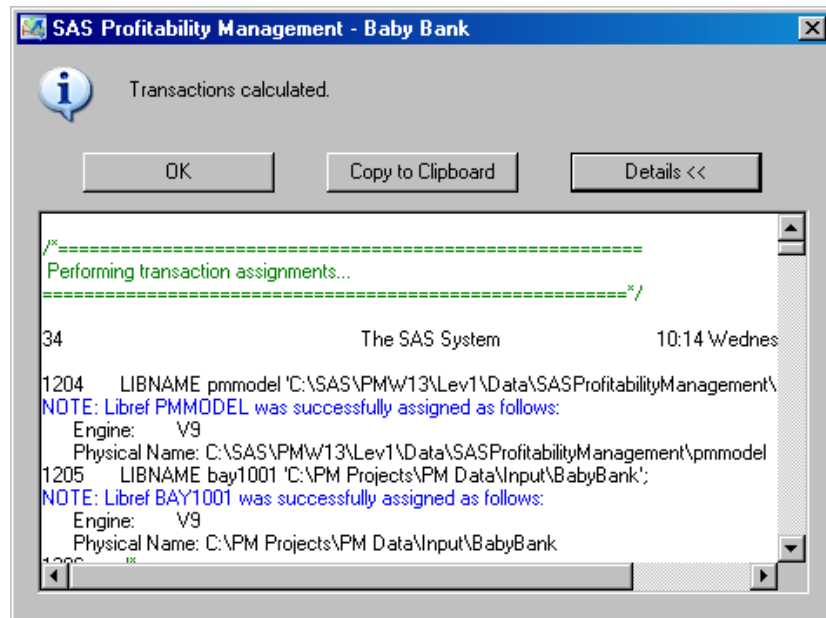 SAS Profitability Management - Baby Bank
Transactions calculated.
OK Copy to Clipboard Details <<
/*========================================================
Performing transaction assignments...
========================================================*/
34 The SAS System 10:14 Wednes
1204 LIBNAME pmmodel 'C:\SAS\PMW13\Lev1\Data\SASProfitabilityManagement\
NOTE: Libref PMMODEL was successfully assigned as follows:
Engine: V9
Physical Name: C:\SAS\PMW13\Lev1\Data\SASProfitabilityManagement\pmmodel
1205 LIBNAME bay1001 'C:\PM Projects\PM Data\Input\BabyBank';
NOTE: Libref BAY1001 was successfully assigned as follows:
Engine: V9
Physical Name: C:\PM Projects\PM Data\Input\BabyBank